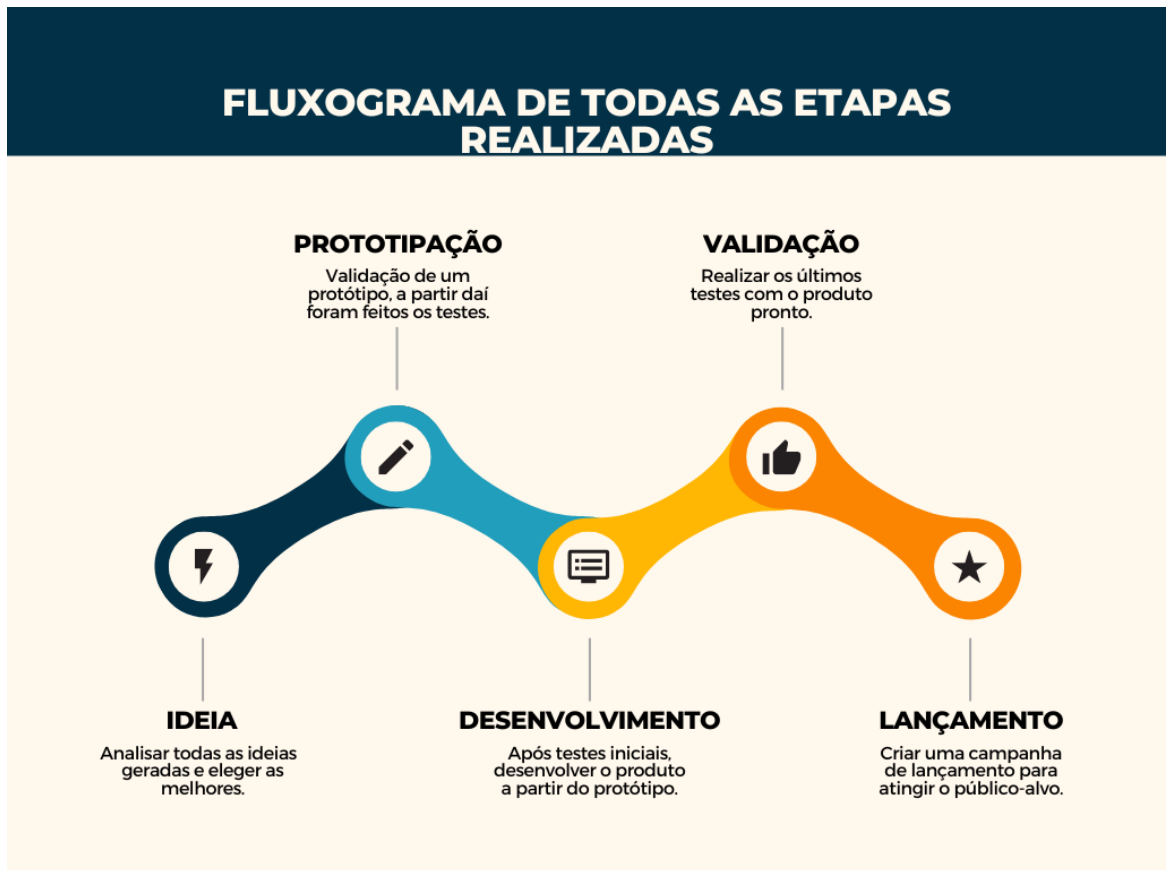 FLUXOGRAMA DE TODAS AS ETAPAS
REALIZADAS
PROTOTIPAÇÃO
Validação de um
protótipo, a partir daí
foram feitos os testes.
VALIDAÇÃO
Realizar os últimos
testes com o produto
pronto.
IDEIA
Analisar todas as ideias
geradas e eleger as
melhores.
DESENVOLVIMENTO
Após testes iniciais,
desenvolver o produto
a partir do protótipo.
LANÇAMENTO
Criar uma campanha
de lançamento para
atingir o público-alvo.